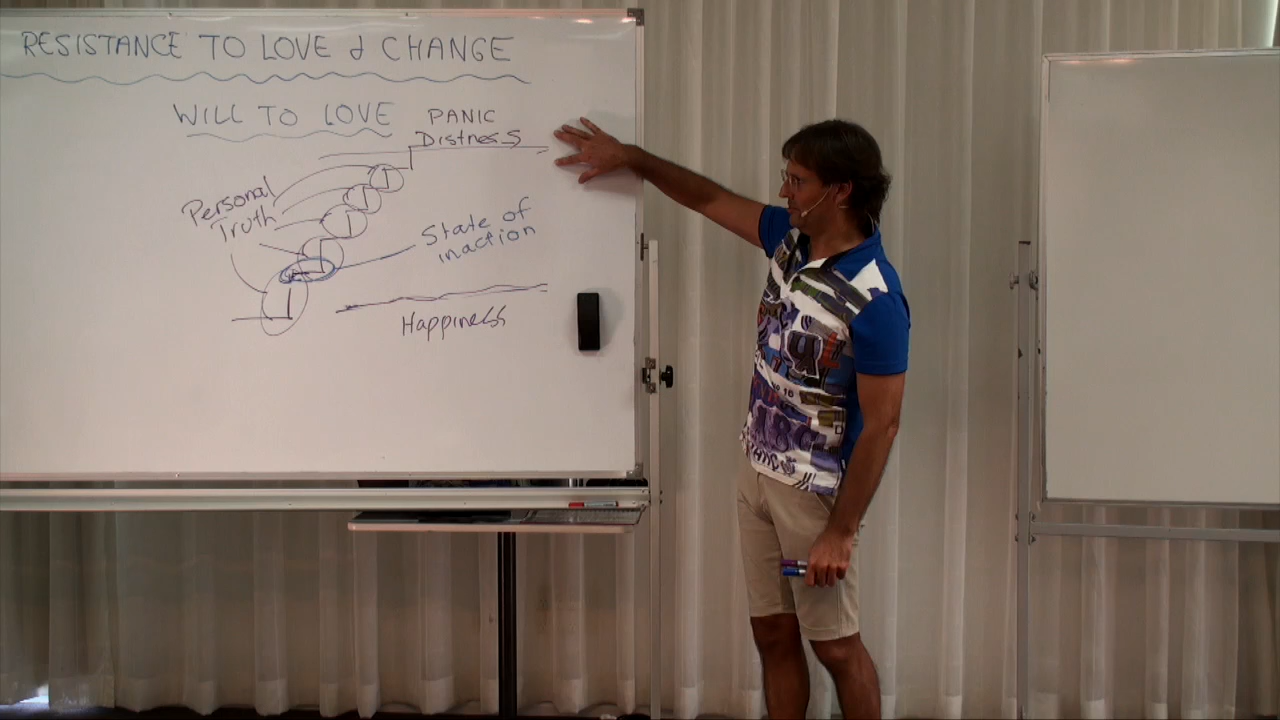 RESISTANCE TO LOVE & CHANGE
WILL TO LOVE
PANIC
Distress
Personal
Truth
State of
inaction
Happiness